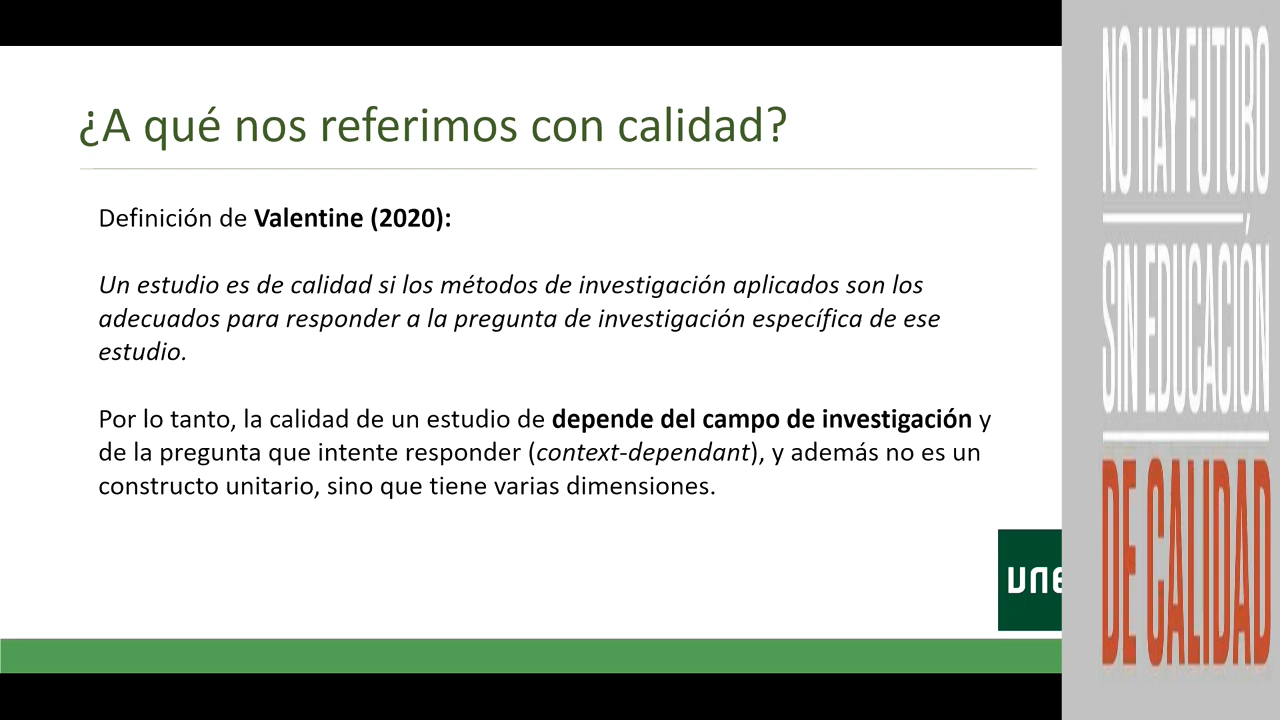 ¿A qué nos referimos con calidad?
Definición de Valentine (2020):
Un estudio es de calidad si los métodos de investigación aplicados son los
adecuados para responder a la pregunta de investigación específica de ese
estudio.
Por lo tanto, la calidad de un estudio de depende del campo de investigación y
de la pregunta que intente responder (context-dependant), y además no es un
constructo unitario, sino que tiene varias dimensiones.
une
NO HAY FUTURO
SIN EDUCACIÓN
DE CALIDAD